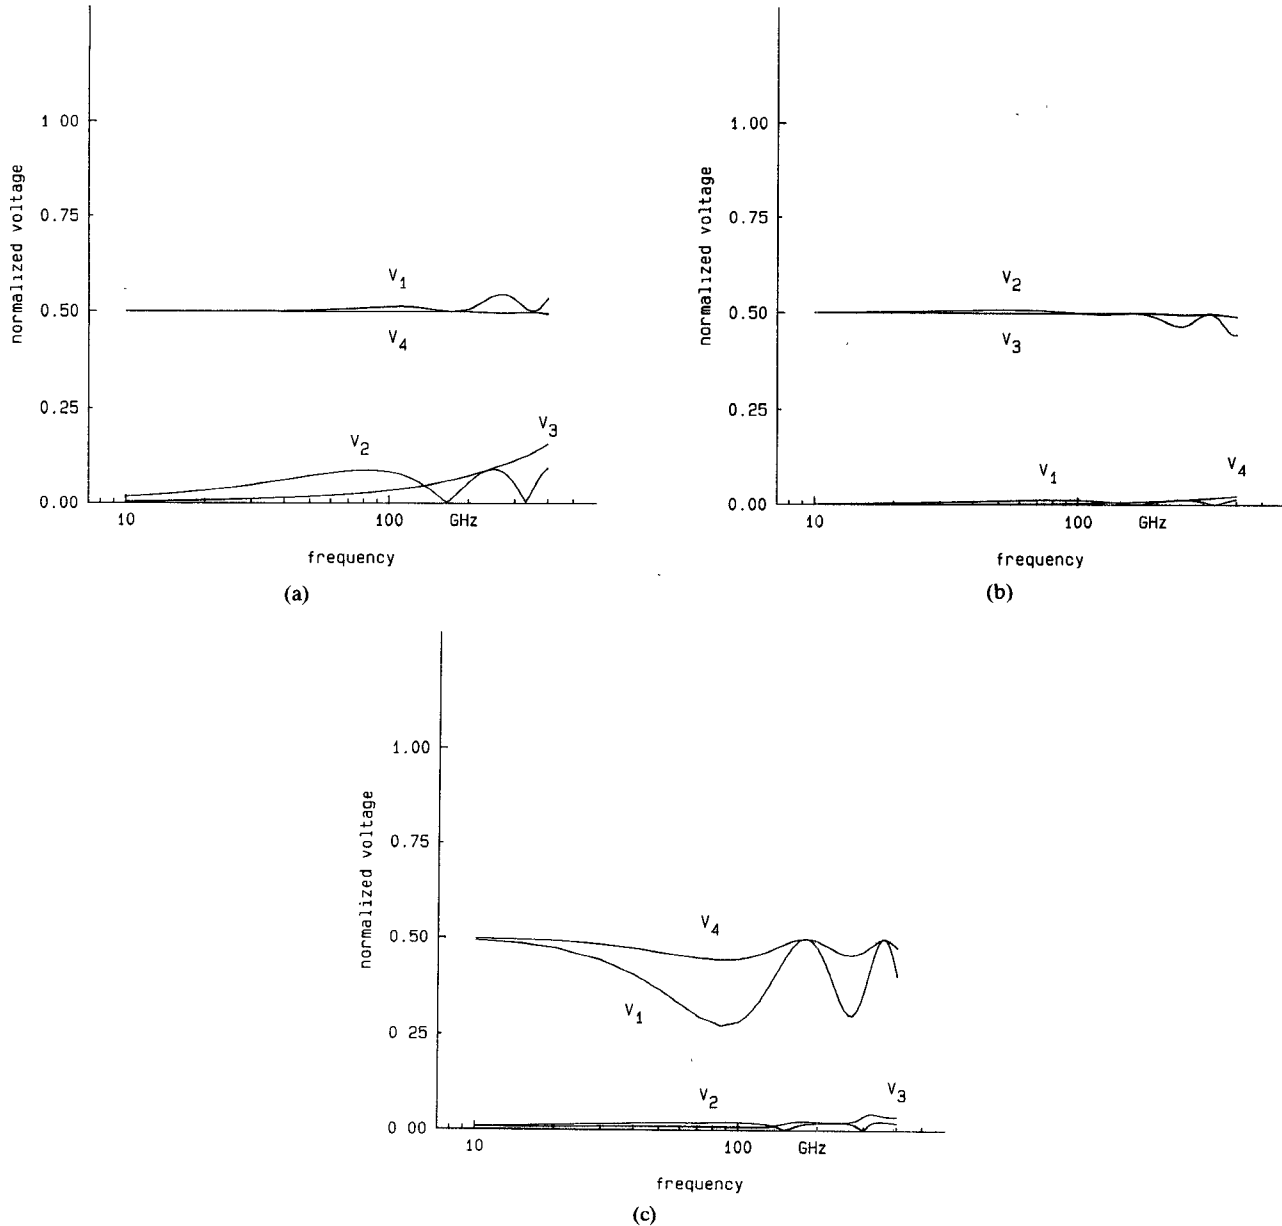 1 00
0.75
normalized voltage
V1
0.50
V4
0.25
V2
V3
0.00
10
100
GHz
frequency
(a)
1.00
0.75
normalized voltage
V2
0.50
V3
0.25
V1
V4
0.00
10
100
GHz
frequency
(b)
1.00
0.75
normalized voltage
V4
0.50
V1
0 25
V2
V3
0 00
10
100
GHz
frequency
(c)